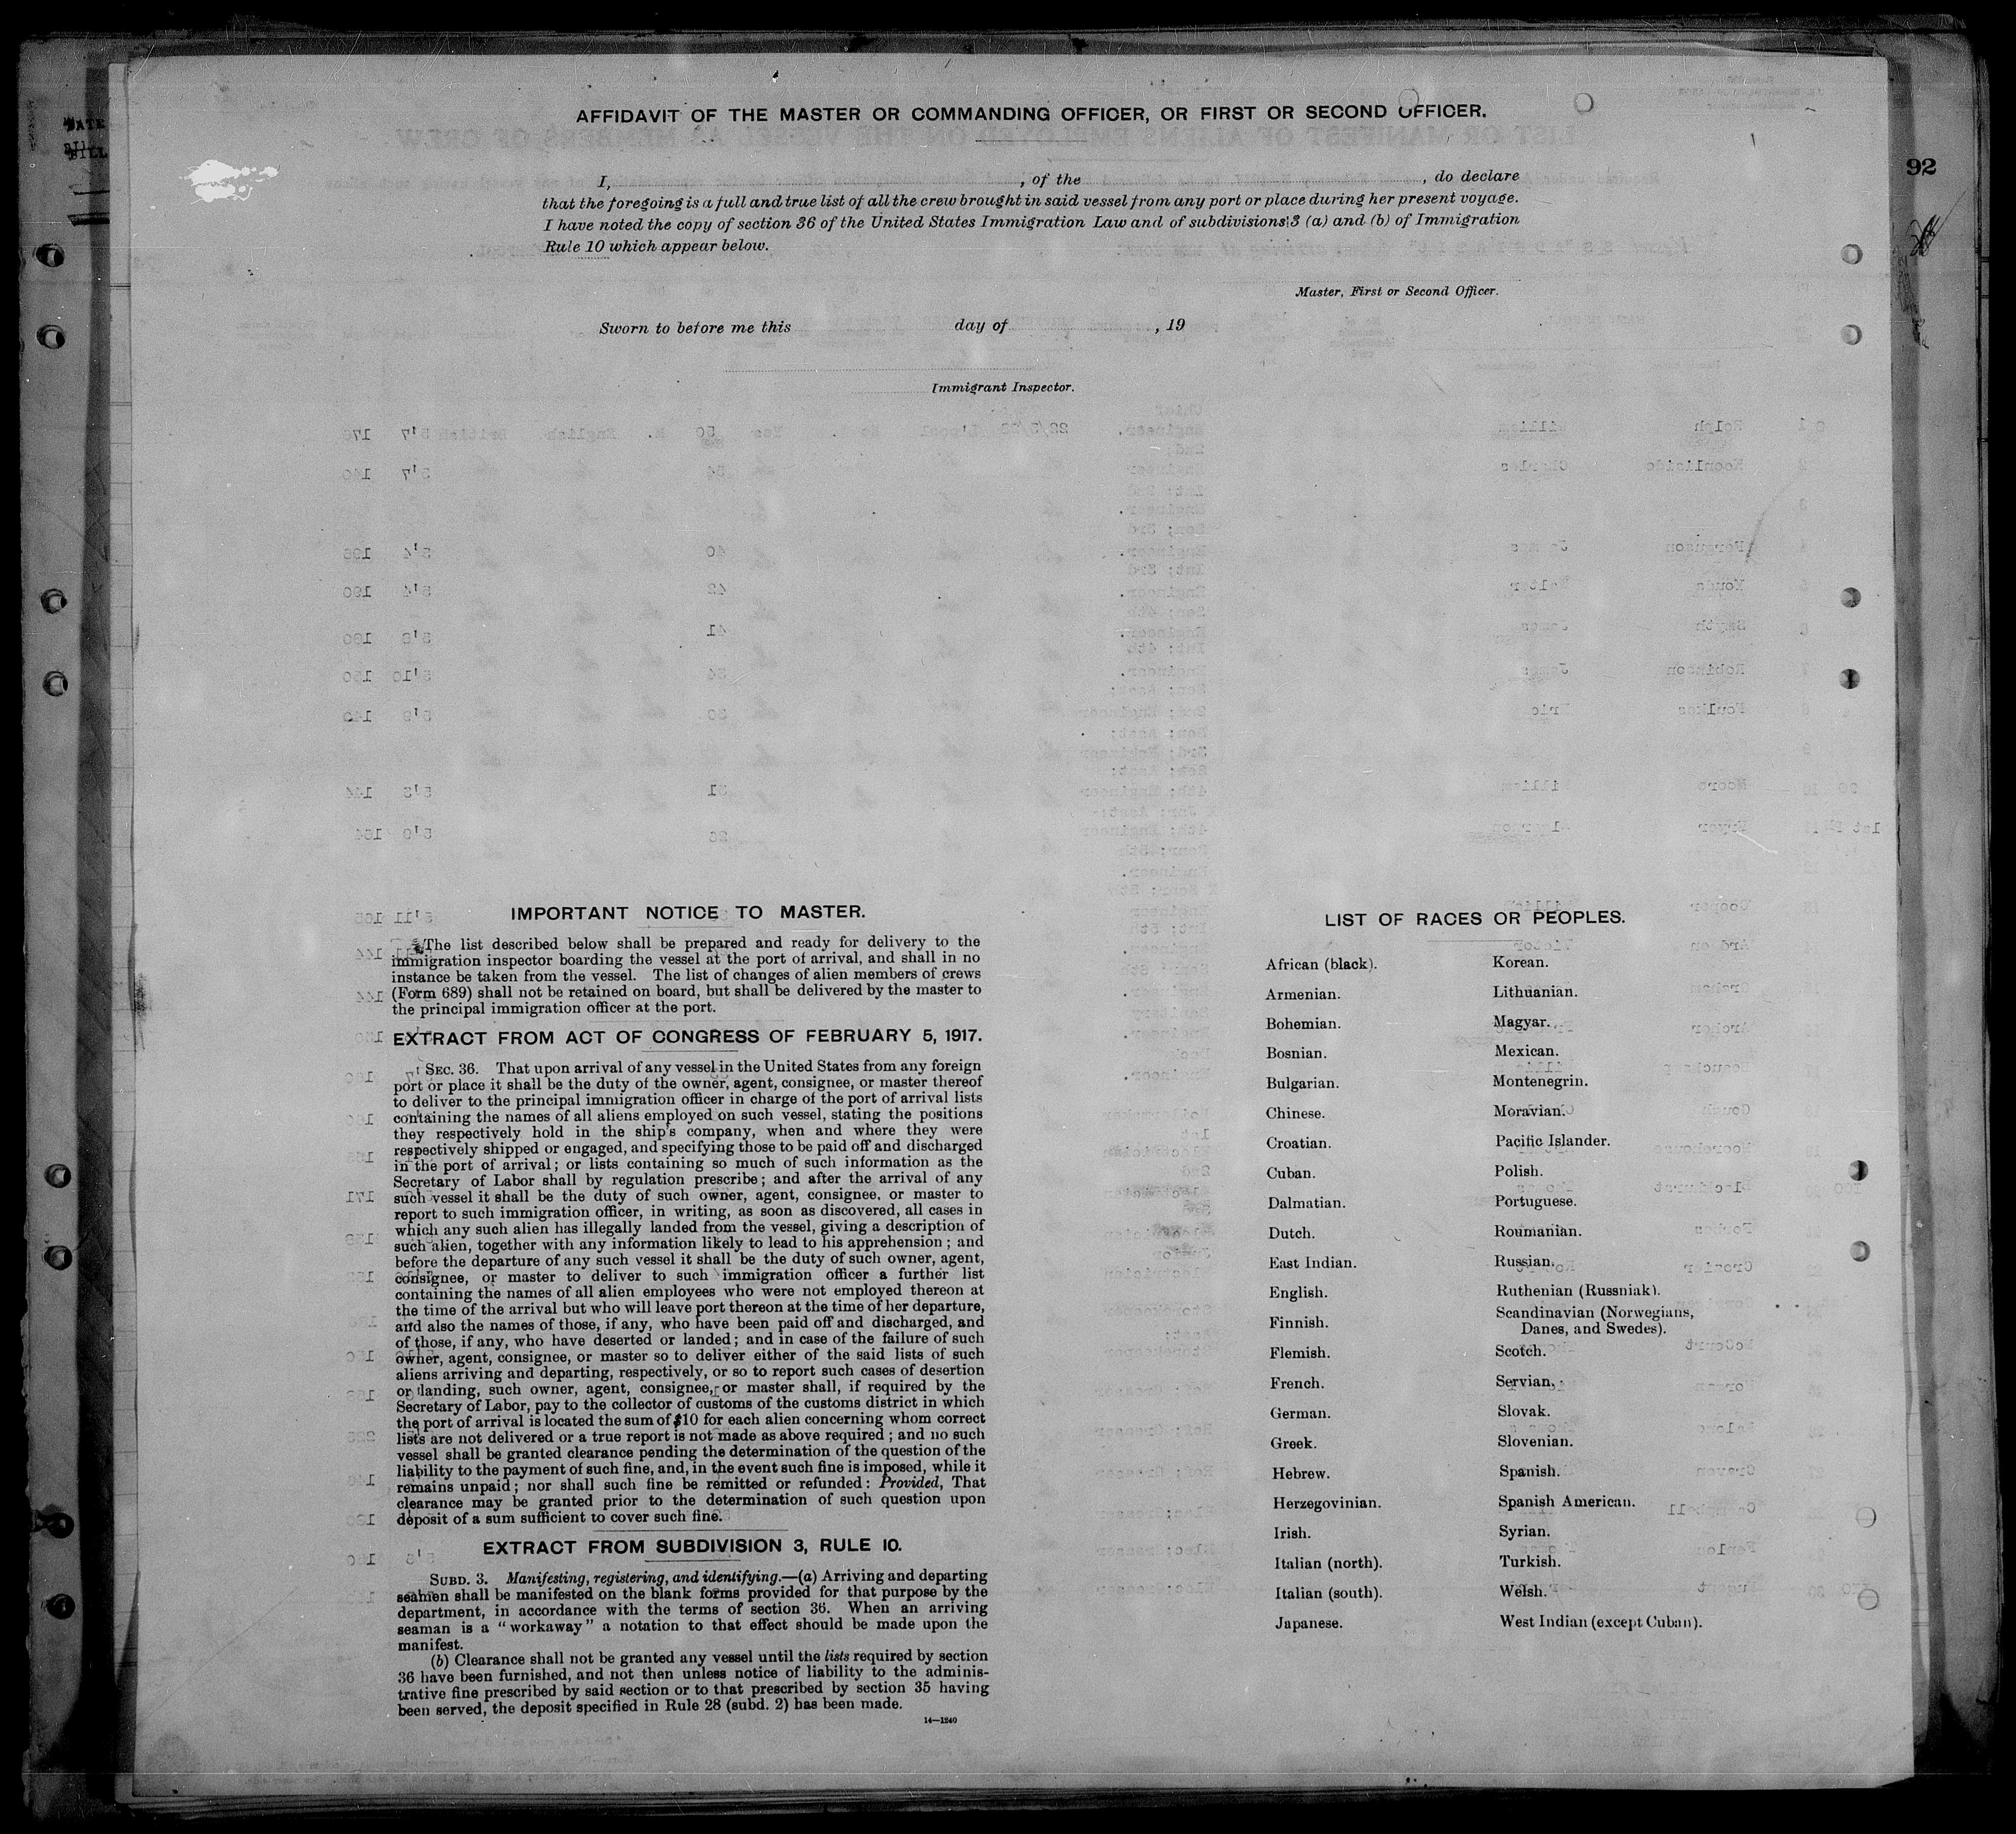 AFFIDAVIT OF THE MASTER OR COMMANDING OFFICER, OR FIRST OR SECOND OFFICER.
92
I, , of the , do declare
that the foregoing is a full and true list of all the crew brought in said vessel from any port or place during her present voyage.
I have noted the copy of section 36 of the United States Immigration Law and of subdivisions 3 (a) and (b) of Immigration
Rule 10 which appear below.
Master, First or Second Officer.
Sworn to before me this day of , 19
Immigrant Inspector.
IMPORTANT NOTICE TO MASTER.
The list described below shall be prepared and ready for delivery to the
immigration inspector boarding the vessel at the port of arrival, and shall in no
instance be taken from the vessel. The list of changes of alien members of crews
(Form 689) shall not be retained on board, but shall be delivered by the master to
the principal immigration officer at the port.
EXTRACT FROM ACT OF CONGRESS OF FEBRUARY 5, 1917.
SEC. 36. That upon arrival of any vessel in the United States from any foreign
port or place it shall be the duty of the owner, agent, consignee, or master thereof
to deliver to the principal immigration officer in charge of the port of arrival lists
containing the names of all aliens employed on such vessel, stating the positions
they respectively hold in the ship's company, when and where they were
respectively shipped or engaged, and specifying those to be paid off and discharged
in the port of arrival; or lists containing so much of such information as the
Secretary of Labor shall by regulation prescribe; and after the arrival of any
such vessel it shall be the duty of such owner, agent, consignee, or master to
report to such immigration officer, in writing, as soon as discovered, all cases in
which any such alien has illegally landed from the vessel, giving a description of
such alien, together with any information likely to lead to his apprehension; and
before the departure of any such vessel it shall be the duty of such owner, agent,
consignee, or master to deliver to such immigration officer a further list
containing the names of all alien employees who were not employed thereon at
the time of the arrival but who will leave port thereon at the time of her departure,
and also the names of those, if any, who have been paid off and discharged, and
of those, if any, who have deserted or landed; and in case of the failure of such
owner, agent, consignee, or master so to deliver either of the said lists of such
aliens arriving and departing, respectively, or so to report such cases of desertion
or landing, such owner, agent, consignee, or master shall, if required by the
Secretary of Labor, pay to the collector of customs of the customs district in which
the port of arrival is located the sum of $10 for each alien concerning whom correct
lists are not delivered or a true report is not made as above required; and no such
vessel shall be granted clearance pending the determination of the question of the
liability to the payment of such fine, and, in the event such fine is imposed, while it
remains unpaid; nor shall such fine be remitted or refunded: Provided, That
clearance may be granted prior to the determination of such question upon
deposit of a sum sufficient to cover such fine.
EXTRACT FROM SUBDIVISION 3, RULE 10.
SUBD. 3. Manifesting, registering, and identifying.—(a) Arriving and departing
seamen shall be manifested on the blank forms provided for that purpose by the
department, in accordance with the terms of section 36. When an arriving
seaman is a "workaway" a notation to that effect should be made upon the
manifest.
(b) Clearance shall not be granted any vessel until the lists required by section
36 have been furnished, and not then unless notice of liability to the adminis-
trative fine prescribed by said section or to that prescribed by section 35 having
been served, the deposit specified in Rule 28 (subd. 2) has been made.
14—1240
LIST OF RACES OR PEOPLES.
African (black).
Armenian.
Bohemian.
Bosnian.
Bulgarian.
Chinese.
Croatian.
Cuban.
Dalmatian.
Dutch.
East Indian.
English.
Finnish.
Flemish.
French.
German.
Greek.
Hebrew.
Herzegovinian.
Irish.
Italian (north).
Italian (south).
Japanese.
Korean.
Lithuanian.
Magyar.
Mexican.
Montenegrin.
Moravian.
Pacific Islander.
Polish.
Portuguese.
Roumanian.
Russian.
Ruthenian (Russniak).
Scandinavian (Norwegians,
Danes, and Swedes).
Scotch.
Servian.
Slovak.
Slovenian.
Spanish.
Spanish American.
Syrian.
Turkish.
Welsh.
West Indian (except Cuban).